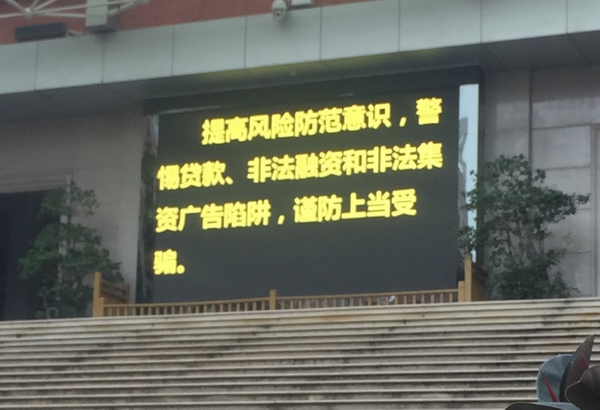 提高风险防范意识，警
惕贷款、非法融资和非法集
资广告陷阱，谨防上当受
骗。